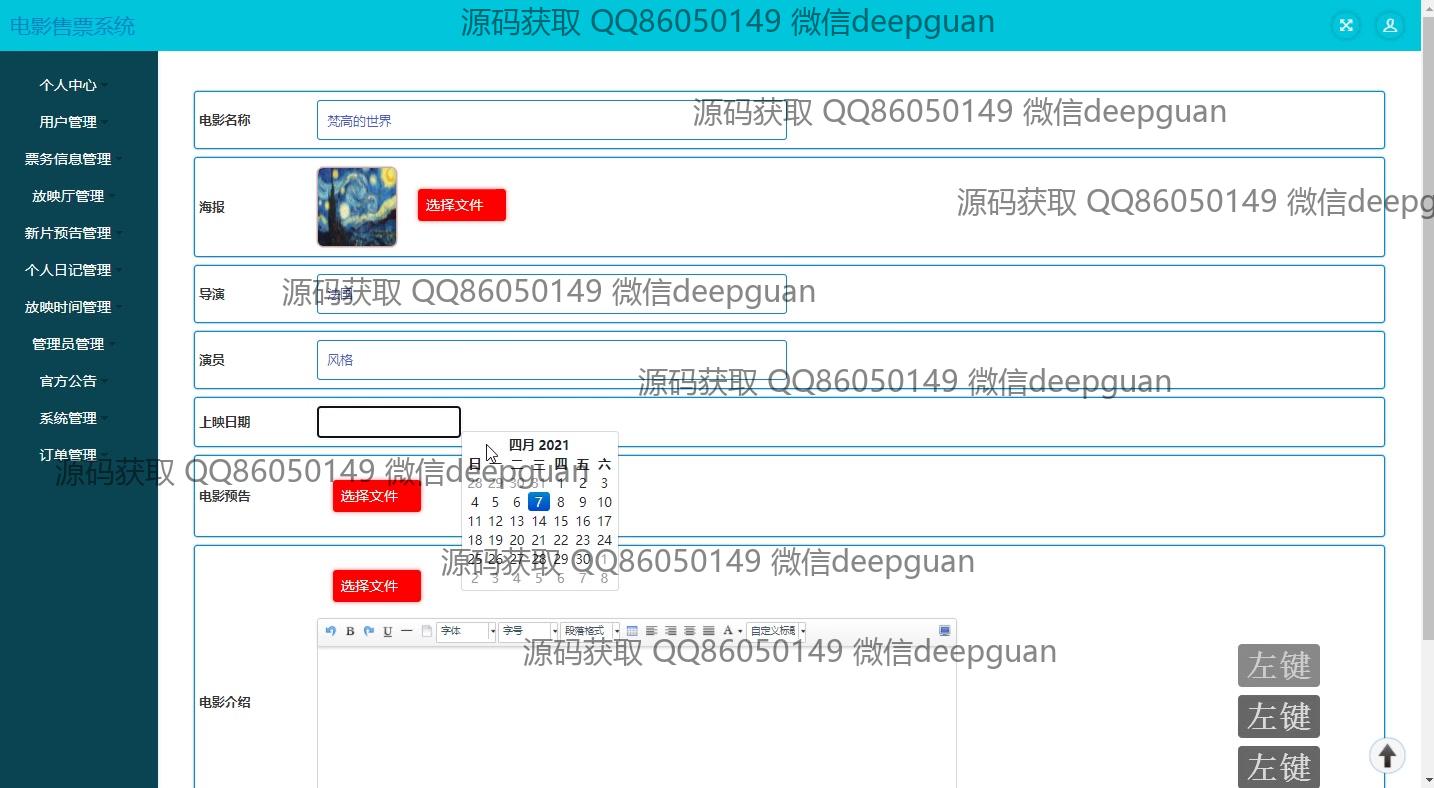 电影售票系统
源码获取 QQ86050149 微信deepguan
个人中心
用户管理
票务信息管理
放映厅管理
新片预告管理
个人日记管理
放映时间管理
管理员管理
官方公告
系统管理
订单管理
电影名称 梵高的世界
源码获取 QQ86050149 微信deepguan
海报 选择文件
源码获取 QQ86050149 微信deepg
导演
源码获取 QQ86050149 微信deepguan
演员 风格
源码获取 QQ86050149 微信deepguan
上映日期
四月 2021
日 一 二 三 四 五 六
28 29 30 31 1 2 3
4 5 6 7 8 9 10
11 12 13 14 15 16 17
18 19 20 21 22 23 24
25 26 27 28 29 30 1
2 3 4 5 6 7 8
源码获取 QQ86050149 微信deepguan
电影预告 选择文件
源码获取 QQ86050149 微信deepguan
选择文件
B U 字体 字号 段落格式 A 自定义标题
源码获取 QQ86050149 微信deepguan
电影介绍
左键
左键
左键